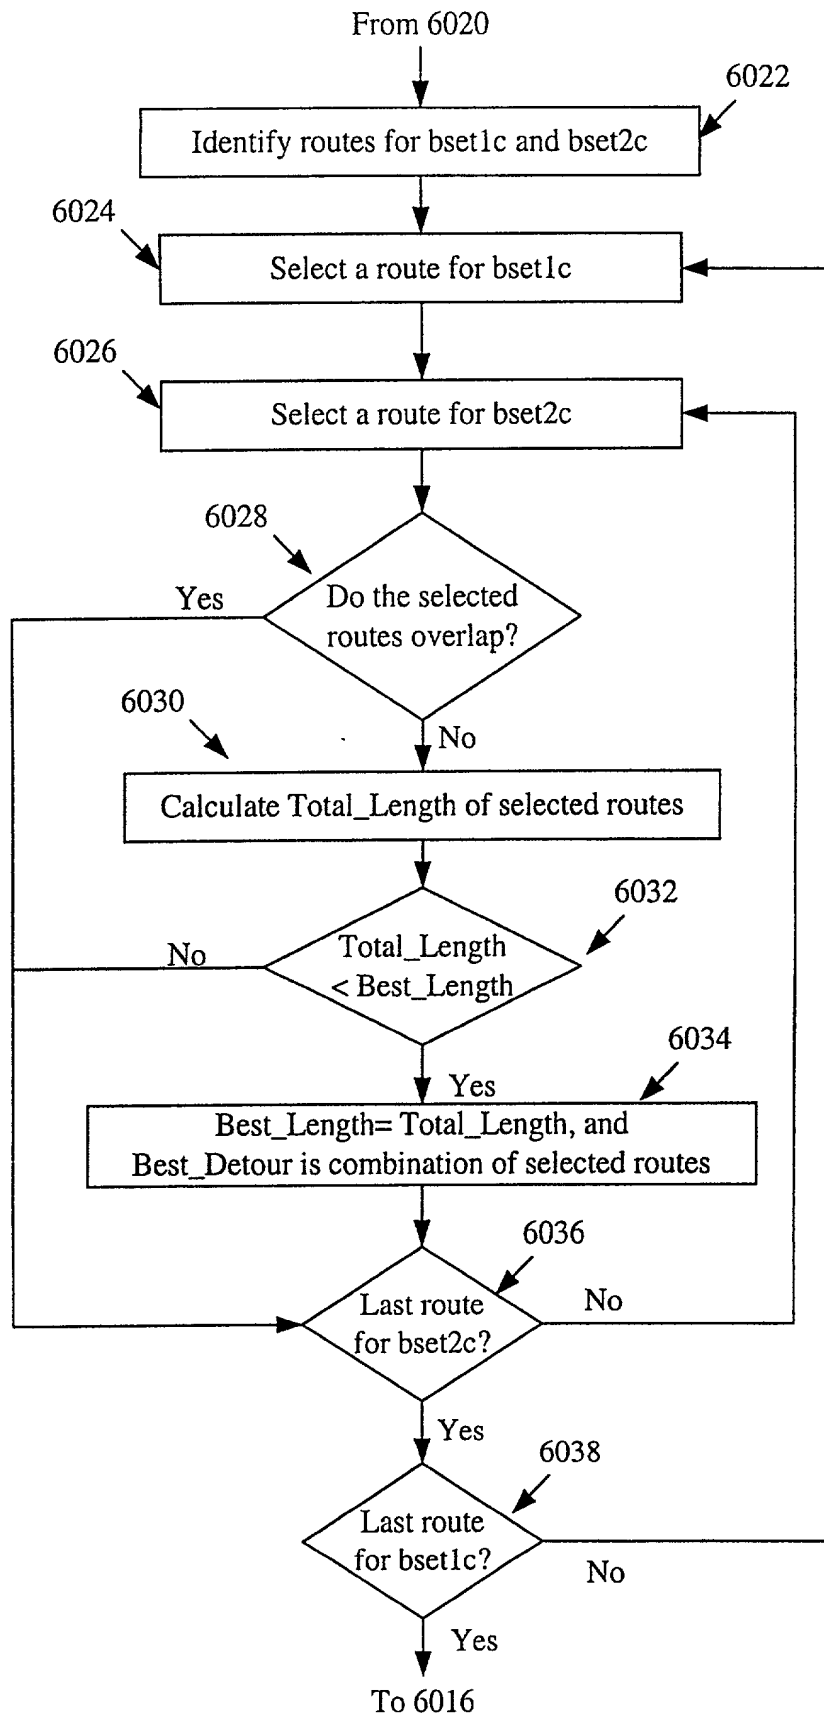 From 6020
6022
Identify routes for bset1c and bset2c
6024
Select a route for bset1c
6026
Select a route for bset2c
6028
Yes
Do the selected
routes overlap?
6030
No
Calculate Total_Length of selected routes
6032
No
Total_Length
< Best_Length
6034
Yes
Best_Length= Total_Length, and
Best_Detour is combination of selected routes
6036
Last route
for bset2c?
No
Yes
6038
Last route
for bset1c?
No
Yes
To 6016